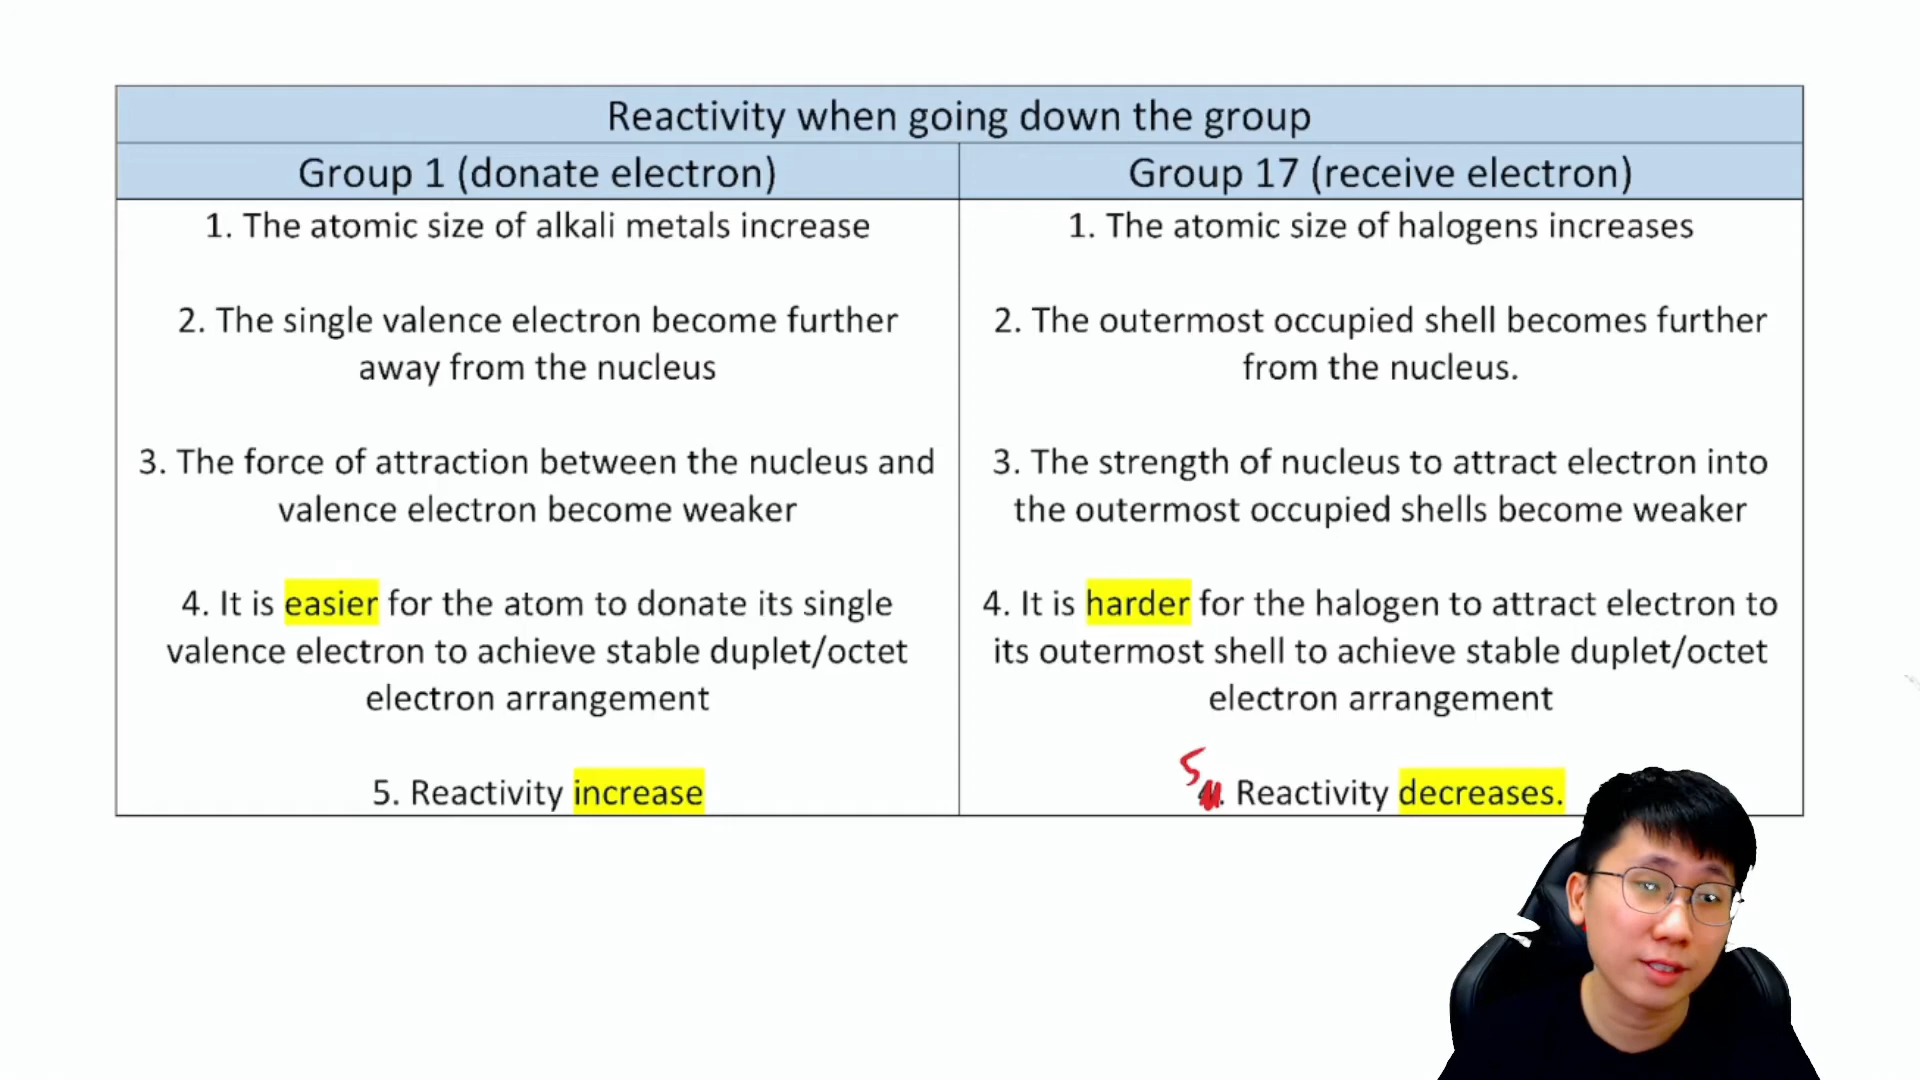 Reactivity when going down the group
Group 1 (donate electron)
Group 17 (receive electron)
1. The atomic size of alkali metals increase
2. The single valence electron become further
away from the nucleus
3. The force of attraction between the nucleus and
valence electron become weaker
4. It is easier for the atom to donate its single
valence electron to achieve stable duplet/octet
electron arrangement
5. Reactivity increase
1. The atomic size of halogens increases
2. The outermost occupied shell becomes further
from the nucleus.
3. The strength of nucleus to attract electron into
the outermost occupied shells become weaker
4. It is harder for the halogen to attract electron to
its outermost shell to achieve stable duplet/octet
electron arrangement
5. Reactivity decreases.